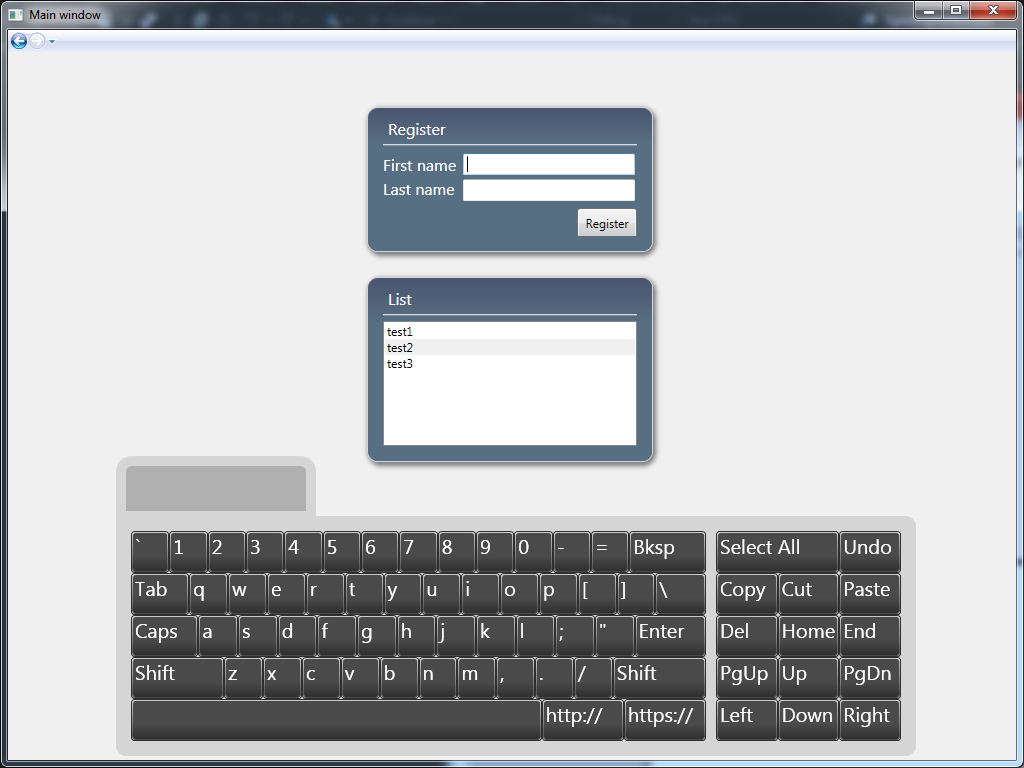 Main window
Register
First name
Last name
Register
List
test1
test2
test3
` 1 2 3 4 5 6 7 8 9 0 - = Bksp Select All Undo
Tab q w e r t y u i o p [ ] \ Copy Cut Paste
Caps a s d f g h j k l ; " Enter Del Home End
Shift z x c v b n m , . / Shift PgUp Up PgDn
http:// https:// Left Down Right